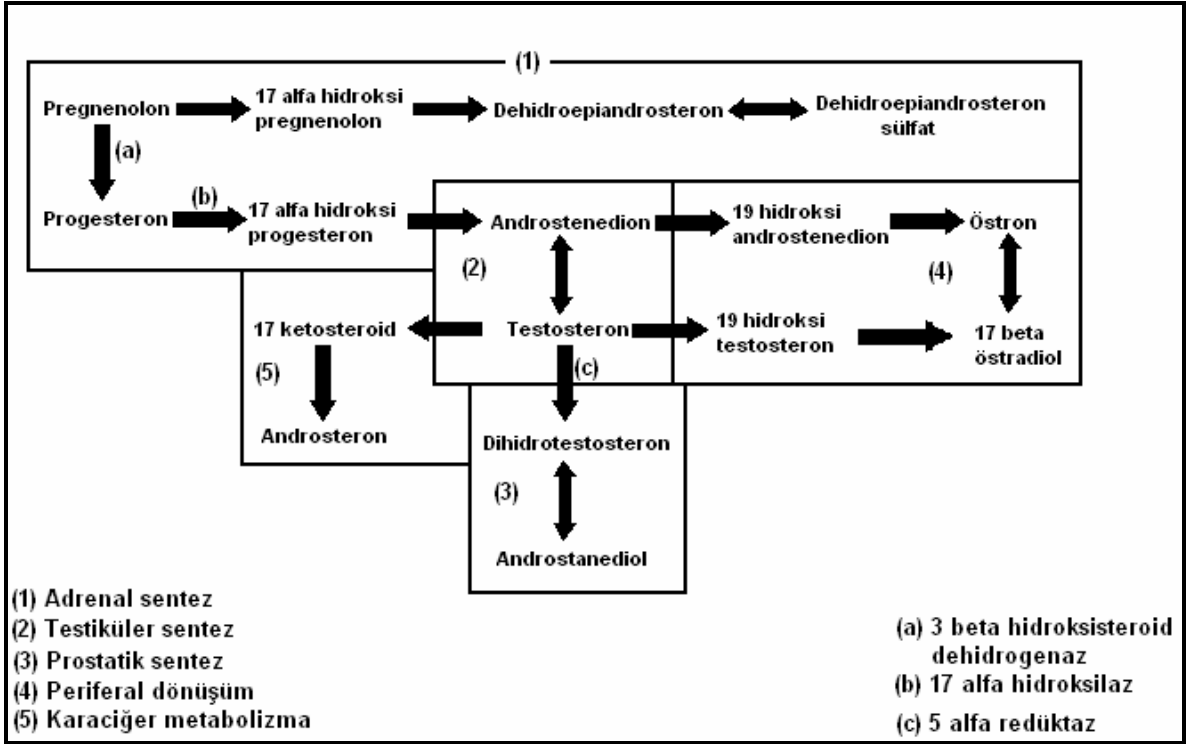 (1)
Pregnenolon
17 alfa hidroksi
pregnenolon
Dehidroepiandrosteron
Dehidroepiandrosteron
sülfat
(a)
(b)
Progesteron
17 alfa hidroksi
progesteron
Androstenedion
19 hidroksi
androstenedion
Östron
(2)
(4)
17 ketosteroid
Testosteron
19 hidroksi
testosteron
17 beta
östradiol
(5)
(c)
Androsteron
Dihidrotestosteron
(3)
Androstanediol
(1) Adrenal sentez
(2) Testiküler sentez
(3) Prostatik sentez
(4) Periferal dönüşüm
(5) Karaciğer metabolizma
(a) 3 beta hidroksisteroid
dehidrogenaz
(b) 17 alfa hidroksilaz
(c) 5 alfa redüktaz